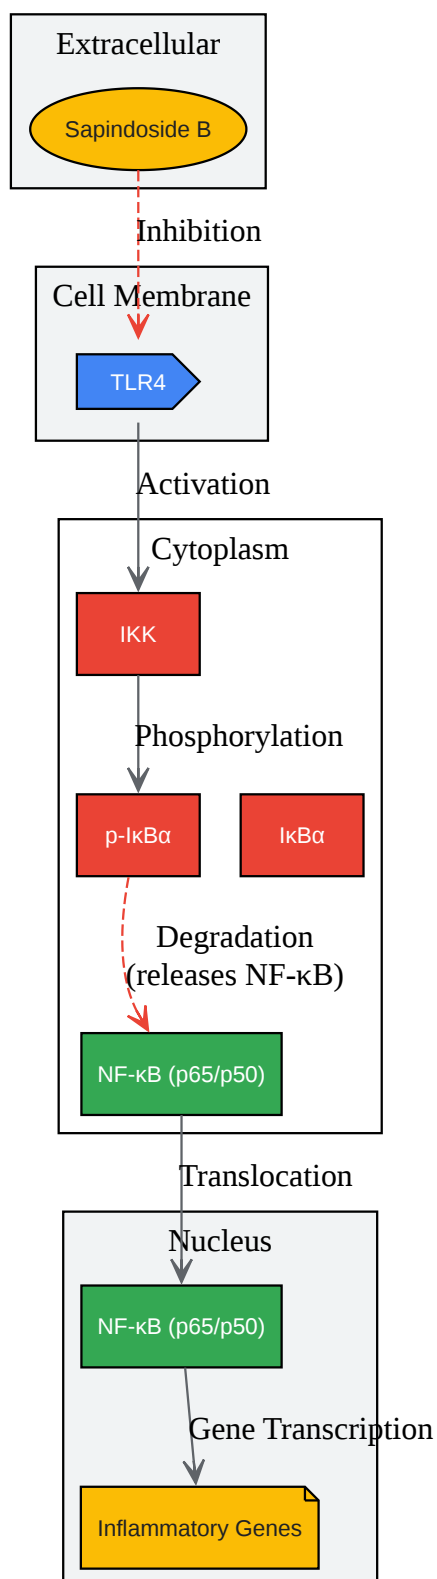 Extracellular
Sapindoside B
Inhibition
Cell Membrane
TLR4
Activation
Cytoplasm
IKK
Phosphorylation
p-IκBα
IκBα
Degradation
(releases NF-κB)
NF-κB (p65/p50)
Translocation
Nucleus
NF-κB (p65/p50)
Gene Transcription
Inflammatory Genes